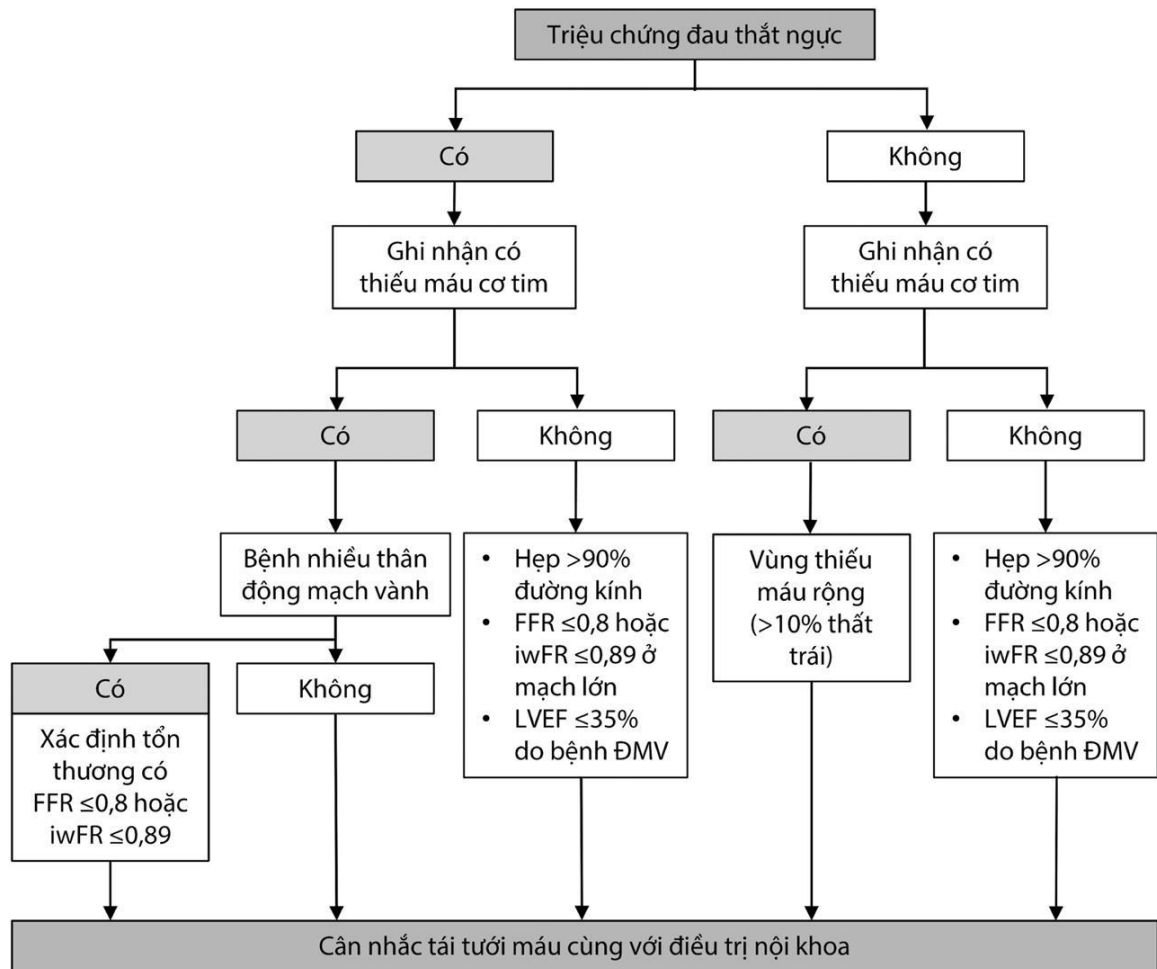 Triệu chứng đau thắt ngực
Có
Không
Ghi nhận có
thiếu máu cơ tim
Ghi nhận có
thiếu máu cơ tim
Có
Không
Có
Không
Bệnh nhiều thân
động mạch vành
• Hẹp >90%
đường kính
• FFR ≤0,8 hoặc
iwFR ≤0,89 ở
mạch lớn
• LVEF ≤35%
do bệnh ĐMV
Vùng thiếu
máu rộng
(>10% thất
trái)
• Hẹp >90%
đường kính
• FFR ≤0,8 hoặc
iwFR ≤0,89 ở
mạch lớn
• LVEF ≤35%
do bệnh ĐMV
Có
Không
Xác định tổn
thương có
FFR ≤0,8 hoặc
iwFR ≤0,89
Cân nhắc tái tưới máu cùng với điều trị nội khoa